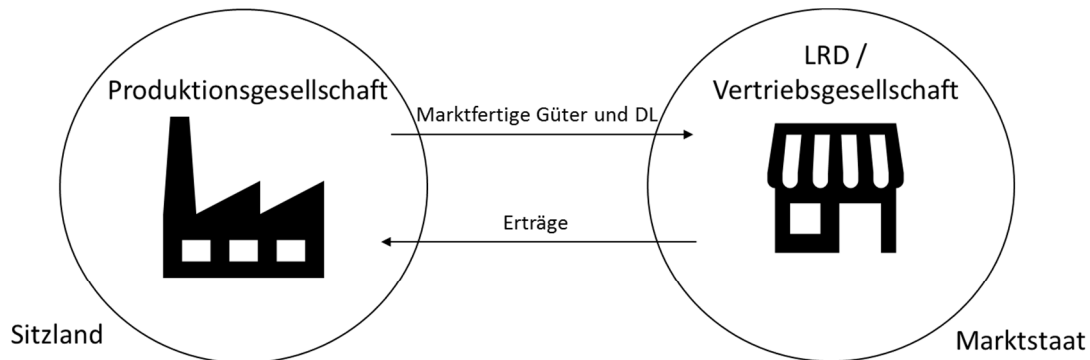 Produktionsgesellschaft
Marktfertige Güter und DL
LRD /
Vertriebsgesellschaft
Erträge
Sitzland
Marktstaat